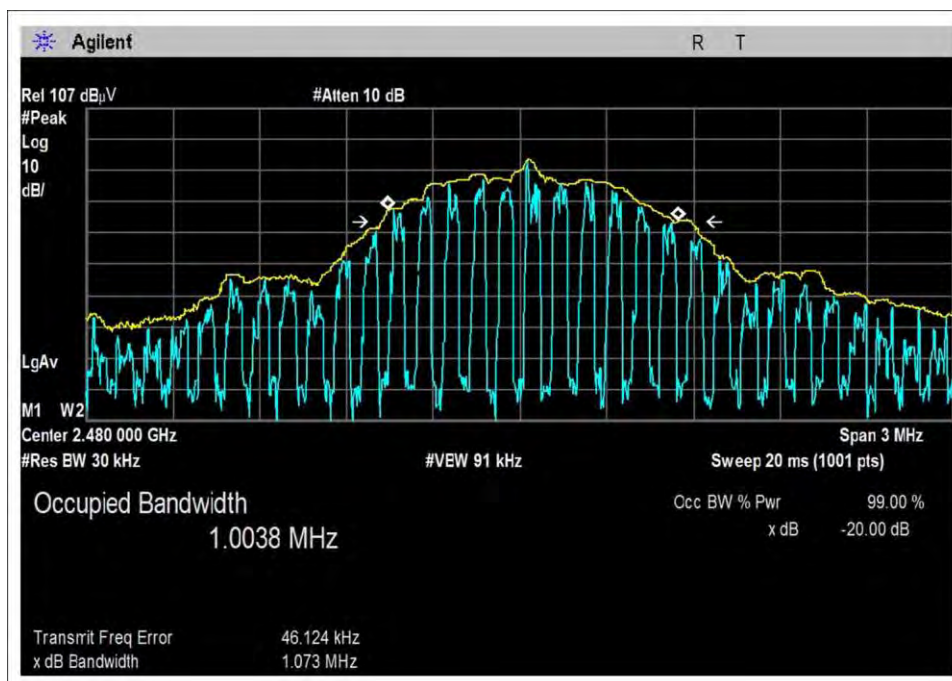 Agilent R T
Rel 107 dBµV #Atten 10 dB
#Peak
Log
10
dB/
LgAv
M1 W2
Center 2.480 000 GHz Span 3 MHz
#Res BW 30 kHz #VEW 91 kHz Sweep 20 ms (1001 pts)
Occupied Bandwidth Occ BW % Pwr 99.00 %
1.0038 MHz x dB -20.00 dB
Transmit Freq Error 46.124 kHz
x dB Bandwidth 1.073 MHz